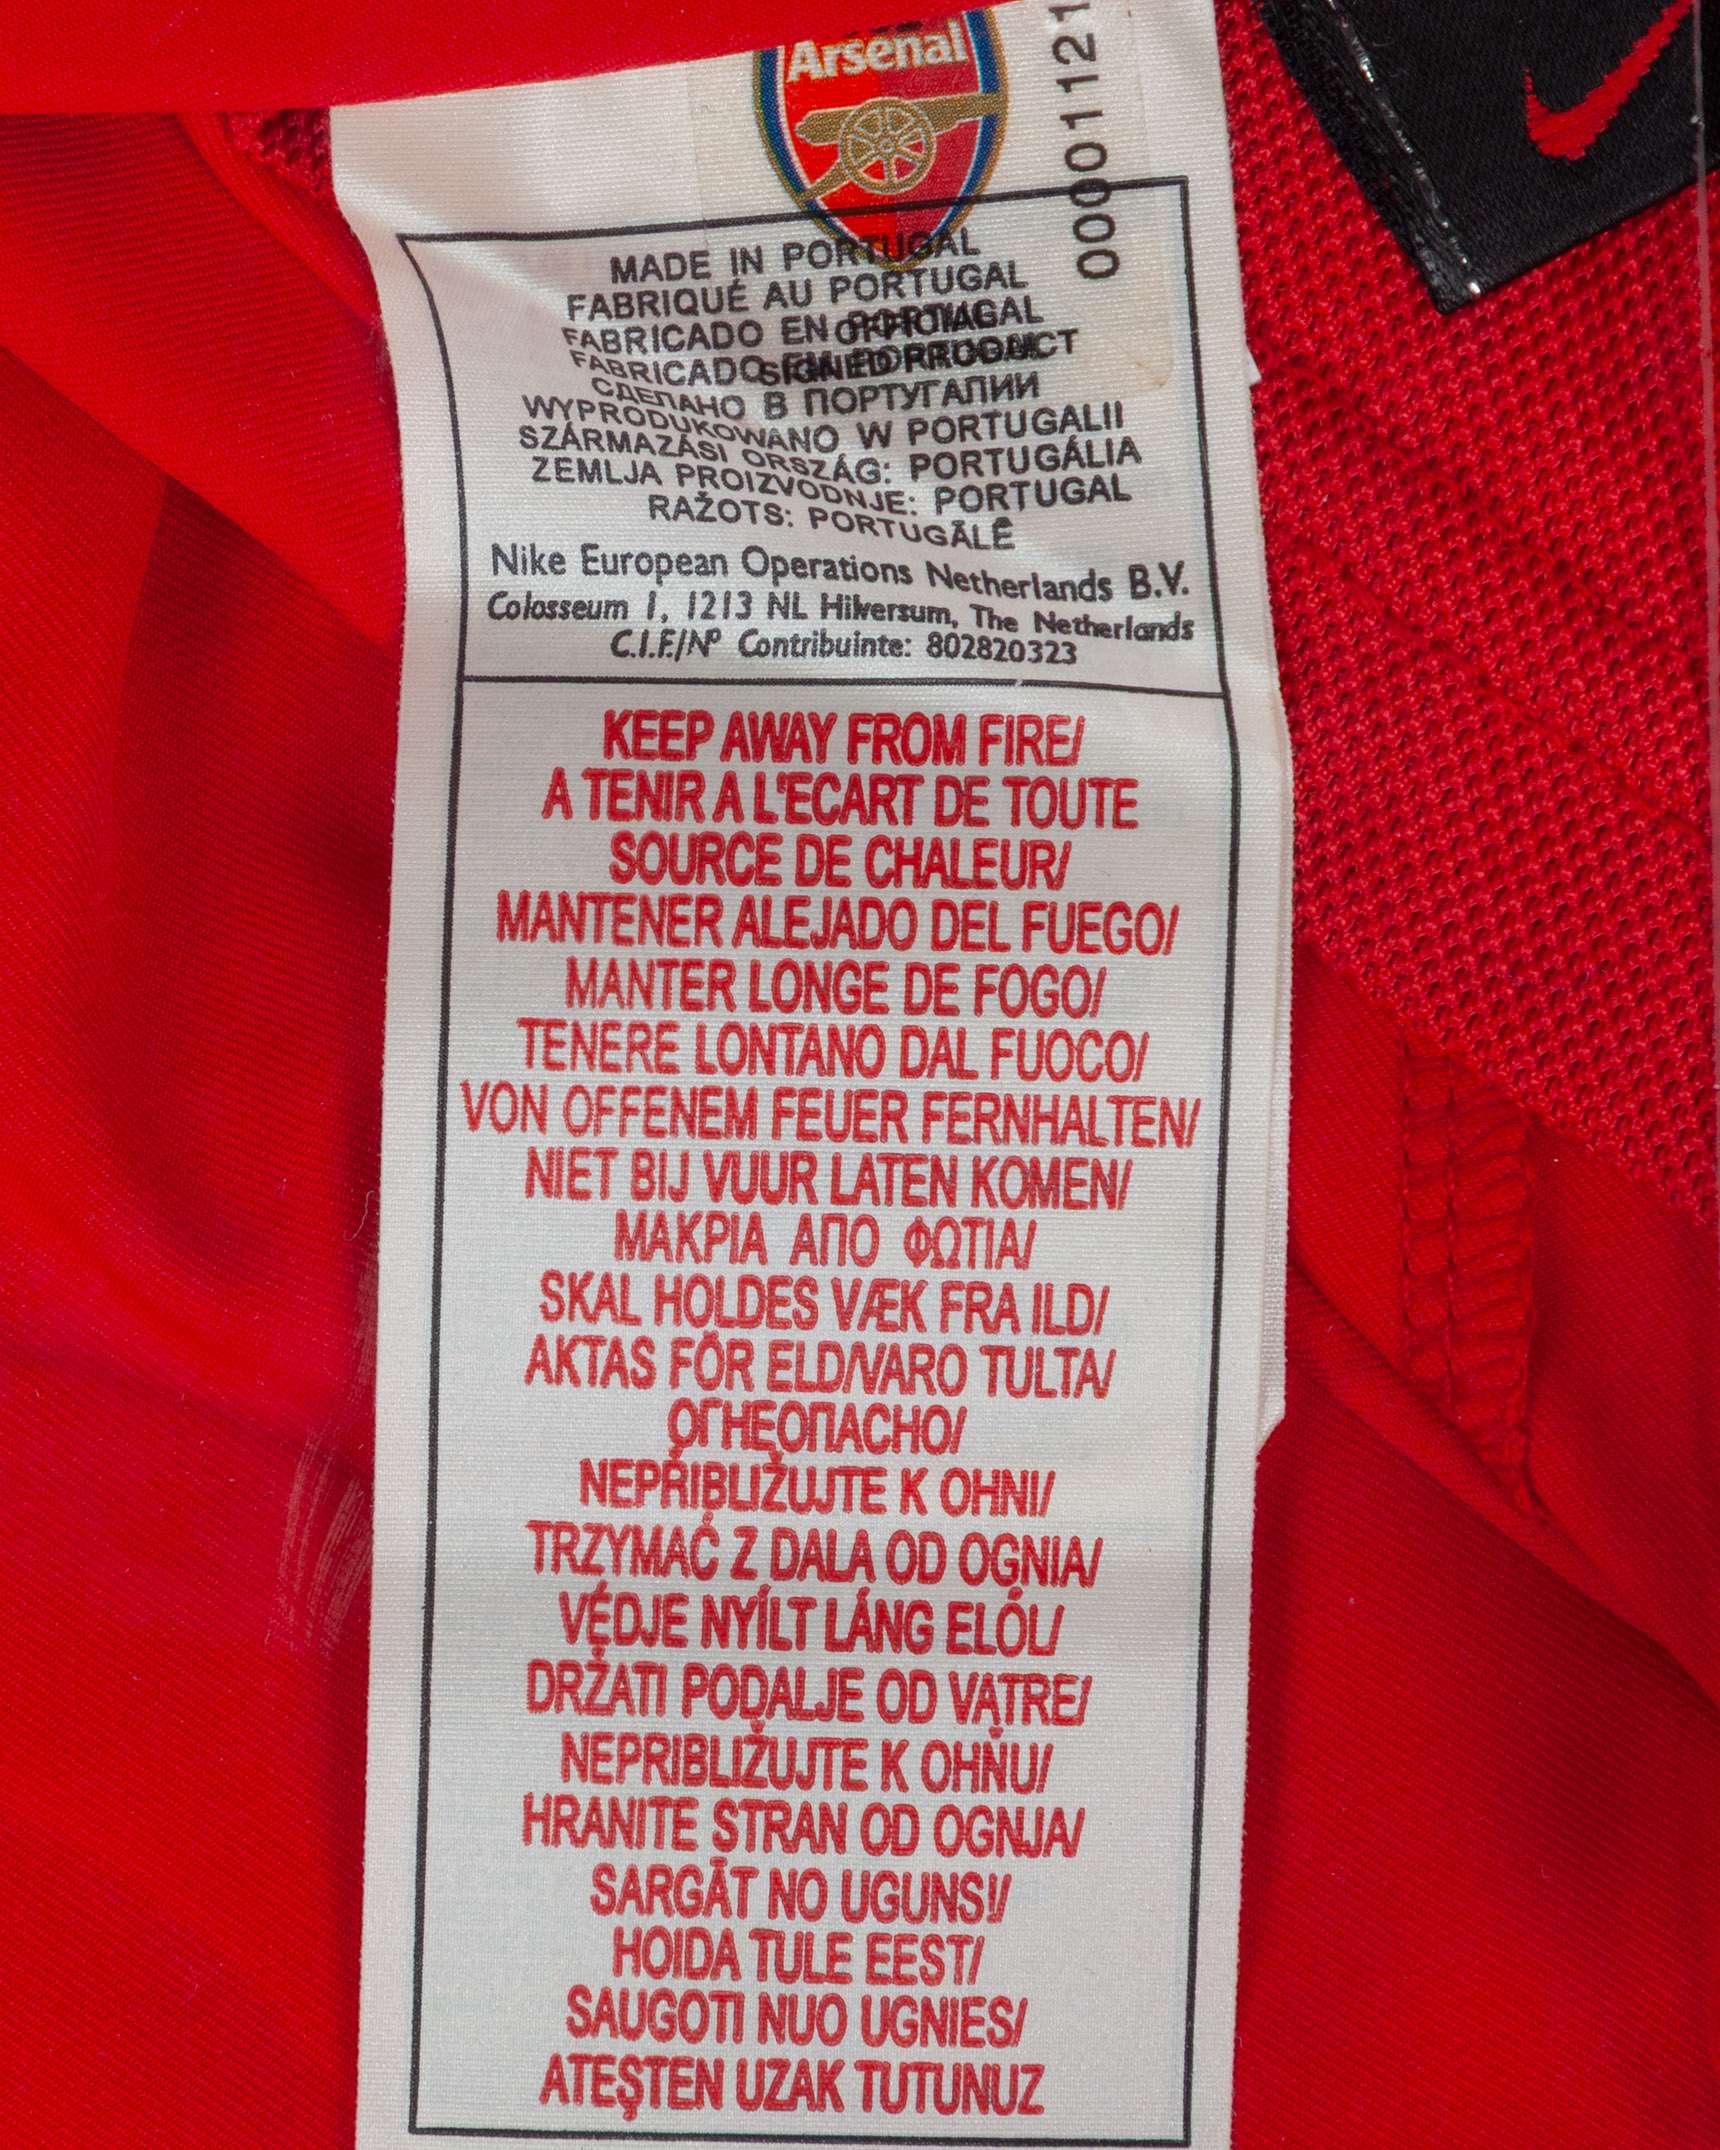 Arsenal
00001121
MADE IN PORTUGAL
FABRIQUÉ AU PORTUGAL
FABRICADO EN PORTUGAL
OFFICIAL
FABRICADO EM PORTUGAL
SIGNED PRODUCT
СДЕЛАНО В ПОРТУГАЛИИ
WYPRODUKOWANO W PORTUGALII
SZÁRMAZÁSI ORSZÁG: PORTUGÁLIA
ZEMLJA PROIZVODNJE: PORTUGAL
RAŽOTS: PORTUGĀLĒ
Nike European Operations Netherlands B.V.
Colosseum 1, 1213 NL Hilversum, The Netherlands
C.I.F./Nº Contribuinte: 802820323
KEEP AWAY FROM FIRE/
A TENIR A L'ECART DE TOUTE
SOURCE DE CHALEUR/
MANTENER ALEJADO DEL FUEGO/
MANTER LONGE DE FOGO/
TENERE LONTANO DAL FUOCO/
VON OFFENEM FEUER FERNHALTEN/
NIET BIJ VUUR LATEN KOMEN/
ΜΑΚΡΙΑ ΑΠΟ ΦΩΤΙΑ/
SKAL HOLDES VÆK FRA ILD/
AKTAS FÖR ELD/VARO TULTA/
ОГНЕОПАСНО/
NEPŘIBLIŽUJTE K OHNI/
TRZYMAĆ Z DALA OD OGNIA/
VÉDJE NYÍLT LÁNG ELÓL/
DRŽATI PODALJE OD VATRE/
NEPRIBLIŽUJTE K OHŇU/
HRANITE STRAN OD OGNJA/
SARGĀT NO UGUNS!/
HOIDA TULE EEST/
SAUGOTI NUO UGNIES/
ATEŞTEN UZAK TUTUNUZ